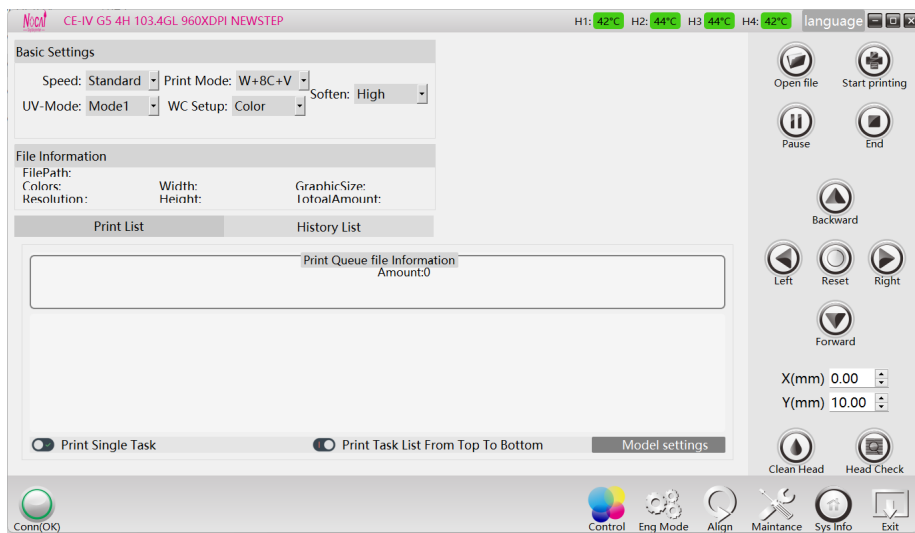 Nocai CE-IV G5 4H 103.4GL 960XDPI NEWSTEP H1: 42°C H2: 44°C H3 44°C H4: 42°C language
Basic Settings
Speed: Standard Print Mode: W+8C+V
Soften: High
UV-Mode: Mode1 WC Setup: Color
File Information
FilePath:
Colors: Width: GraphicSize:
Resolution: Height: TotoalAmount:
Print List History List
Print Queue file Information
Amount:0
Print Single Task Print Task List From Top To Bottom Model settings
Open file Start printing
Pause End
Backward
Left Reset Right
Forward
X(mm) 0.00
Y(mm) 10.00
Clean Head Head Check
Conn(OK) Control Eng Mode Align Maintance Sys Info Exit